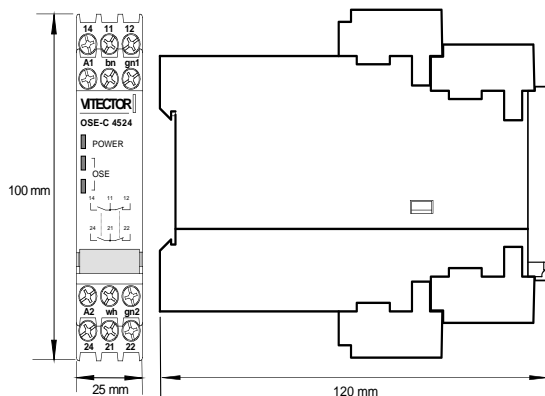 14 11 12
A1 bn gn1
VITECTOR
OSE-C 4524
POWER
OSE
100 mm
14 11 12
24 21 22
A2 wh gn2
24 21 22
25 mm
120 mm